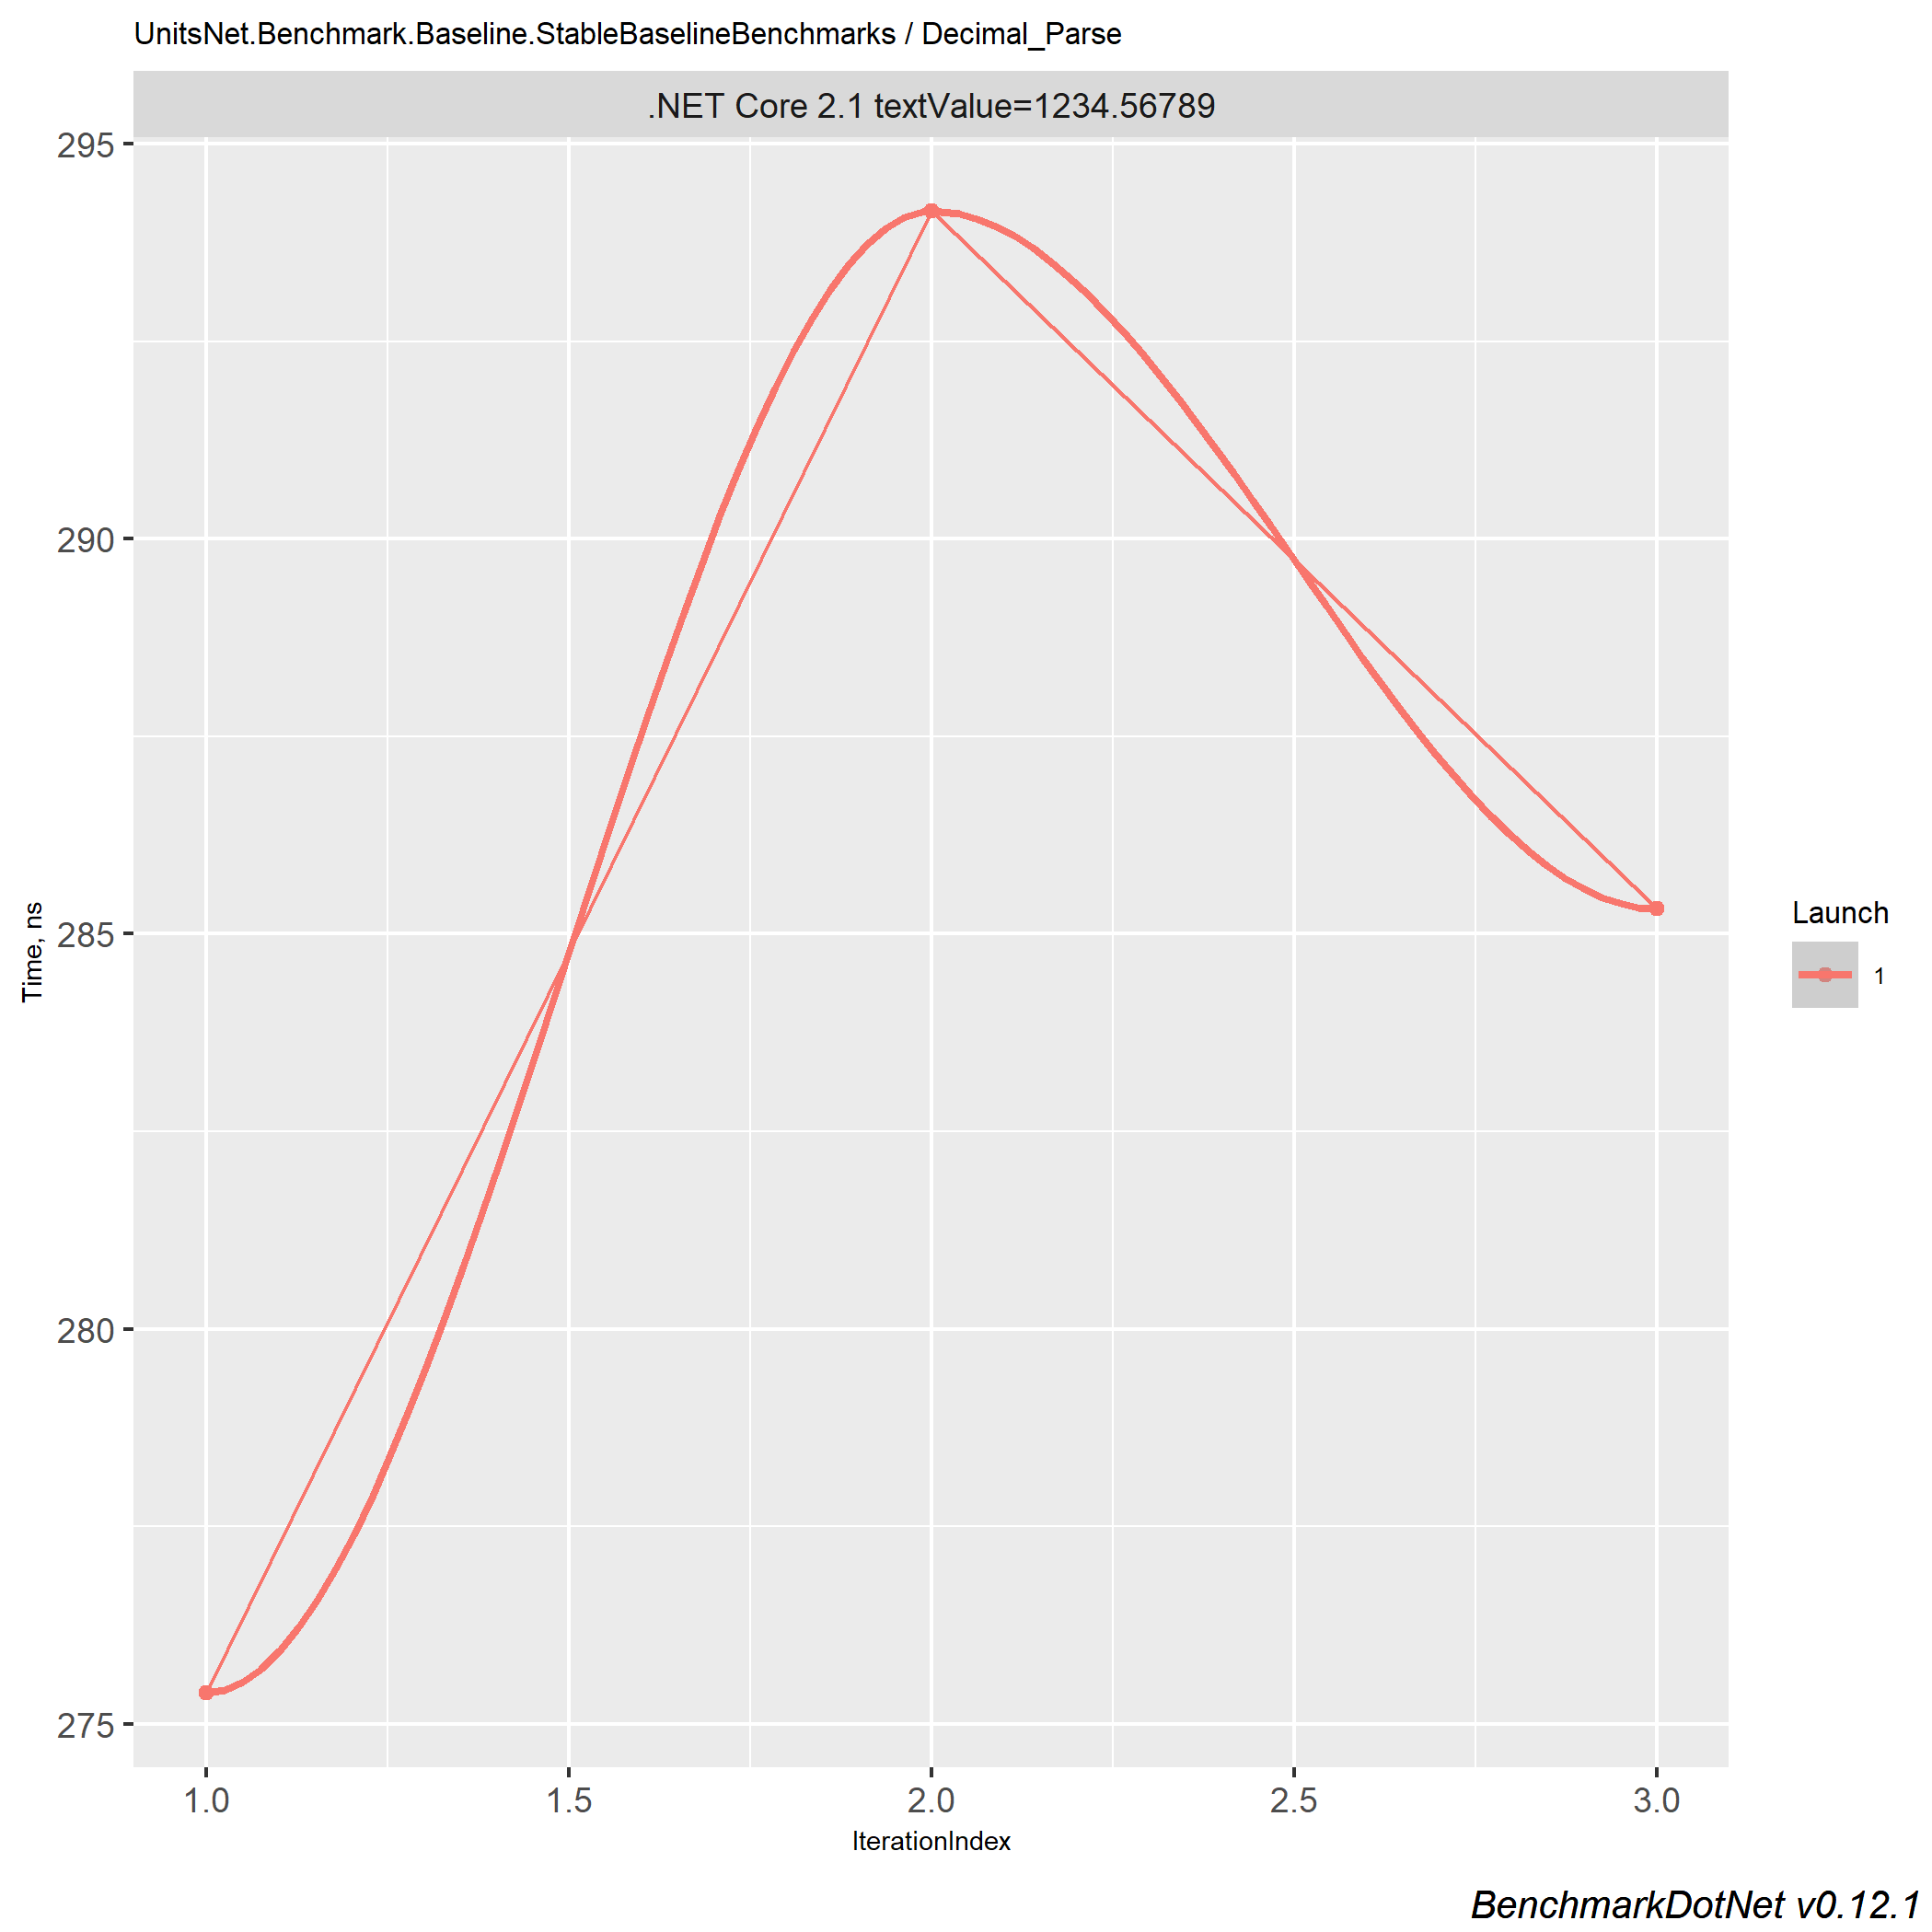 UnitsNet.Benchmark.Baseline.StableBaselineBenchmarks / Decimal_Parse
.NET Core 2.1 textValue=1234.56789
295
290
285
280
275
Time, ns
1.0 1.5 2.0 2.5 3.0
IterationIndex
Launch
1
BenchmarkDotNet v0.12.1